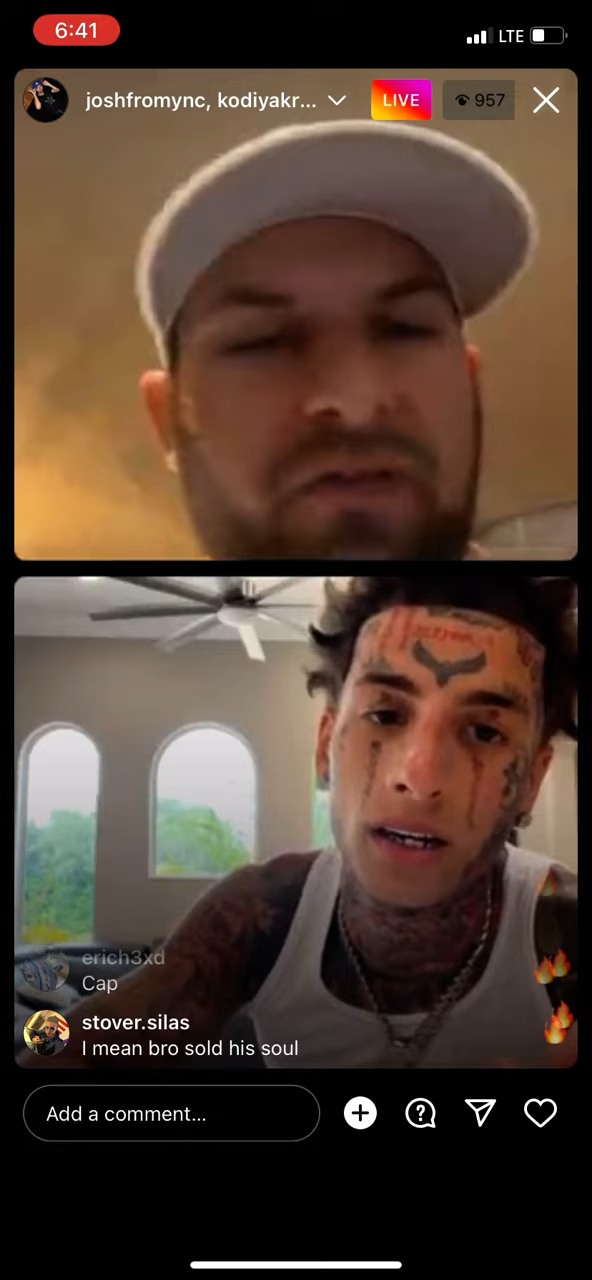 6:41
LTE
joshfromync, kodiyakr...
LIVE
957
erich3xd
Cap
stover.silas
I mean bro sold his soul
Add a comment...